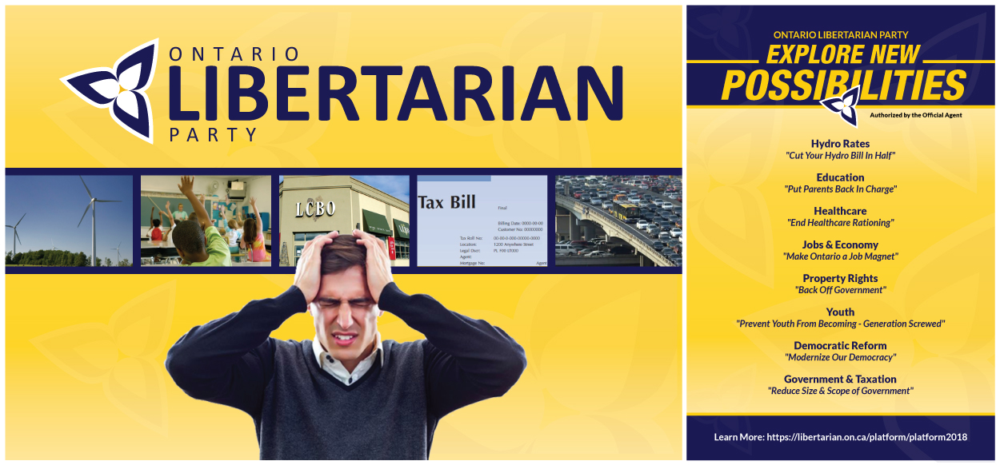 ONTARIO
LIBERTARIAN
PARTY
LCBO
Tax Bill
Final
Billing Date: 0000-00-00
Customer No: 00000000
Tax Roll No: 00-00-0-000-00000-0000
Location: 1200 Anywhere Street
Legal User: PL F00 LT000
Agent:
Mortgage No: Agent
ONTARIO LIBERTARIAN PARTY
EXPLORE NEW
POSSIBILITIES
Authorized by the Official Agent
Hydro Rates
"Cut Your Hydro Bill In Half"
Education
"Put Parents Back In Charge"
Healthcare
"End Healthcare Rationing"
Jobs & Economy
"Make Ontario a Job Magnet"
Property Rights
"Back Off Government"
Youth
"Prevent Youth From Becoming - Generation Screwed"
Democratic Reform
"Modernize Our Democracy"
Government & Taxation
"Reduce Size & Scope of Government"
Learn More: https://libertarian.on.ca/platform/platform2018